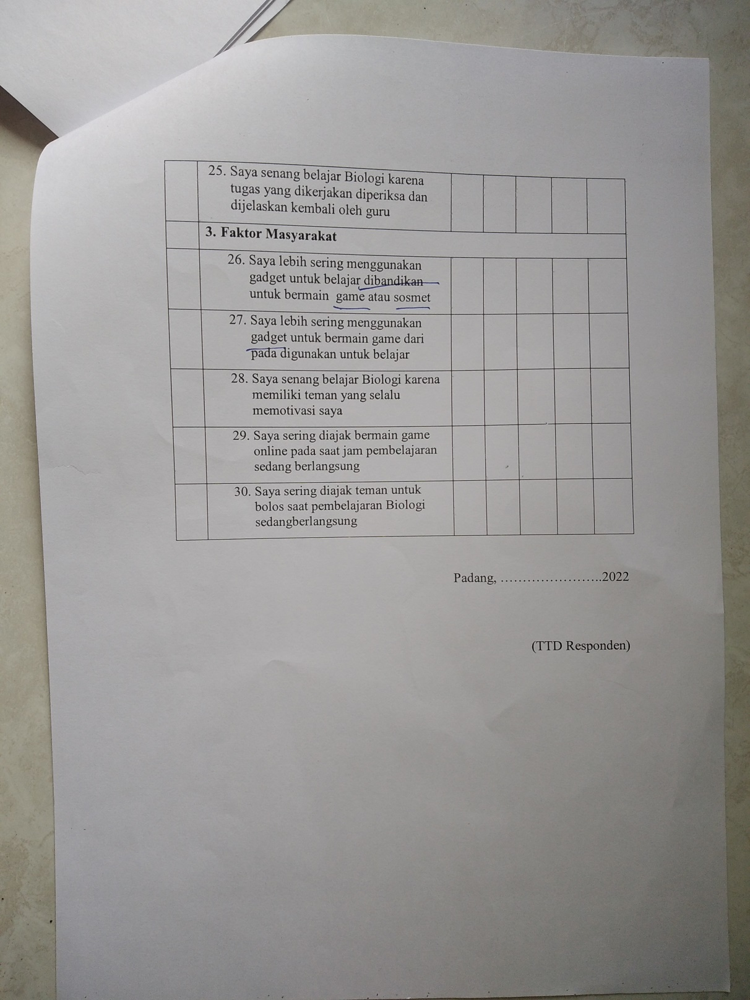 25. Saya senang belajar Biologi karena
tugas yang dikerjakan diperiksa dan
dijelaskan kembali oleh guru
3. Faktor Masyarakat
26. Saya lebih sering menggunakan
gadget untuk belajar dibandikan
untuk bermain game atau sosmet
27. Saya lebih sering menggunakan
gadget untuk bermain game dari
pada digunakan untuk belajar
28. Saya senang belajar Biologi karena
memiliki teman yang selalu
memotivasi saya
29. Saya sering diajak bermain game
online pada saat jam pembelajaran
sedang berlangsung
30. Saya sering diajak teman untuk
bolos saat pembelajaran Biologi
sedangberlangsung
Padang, .......................2022
(TTD Responden)